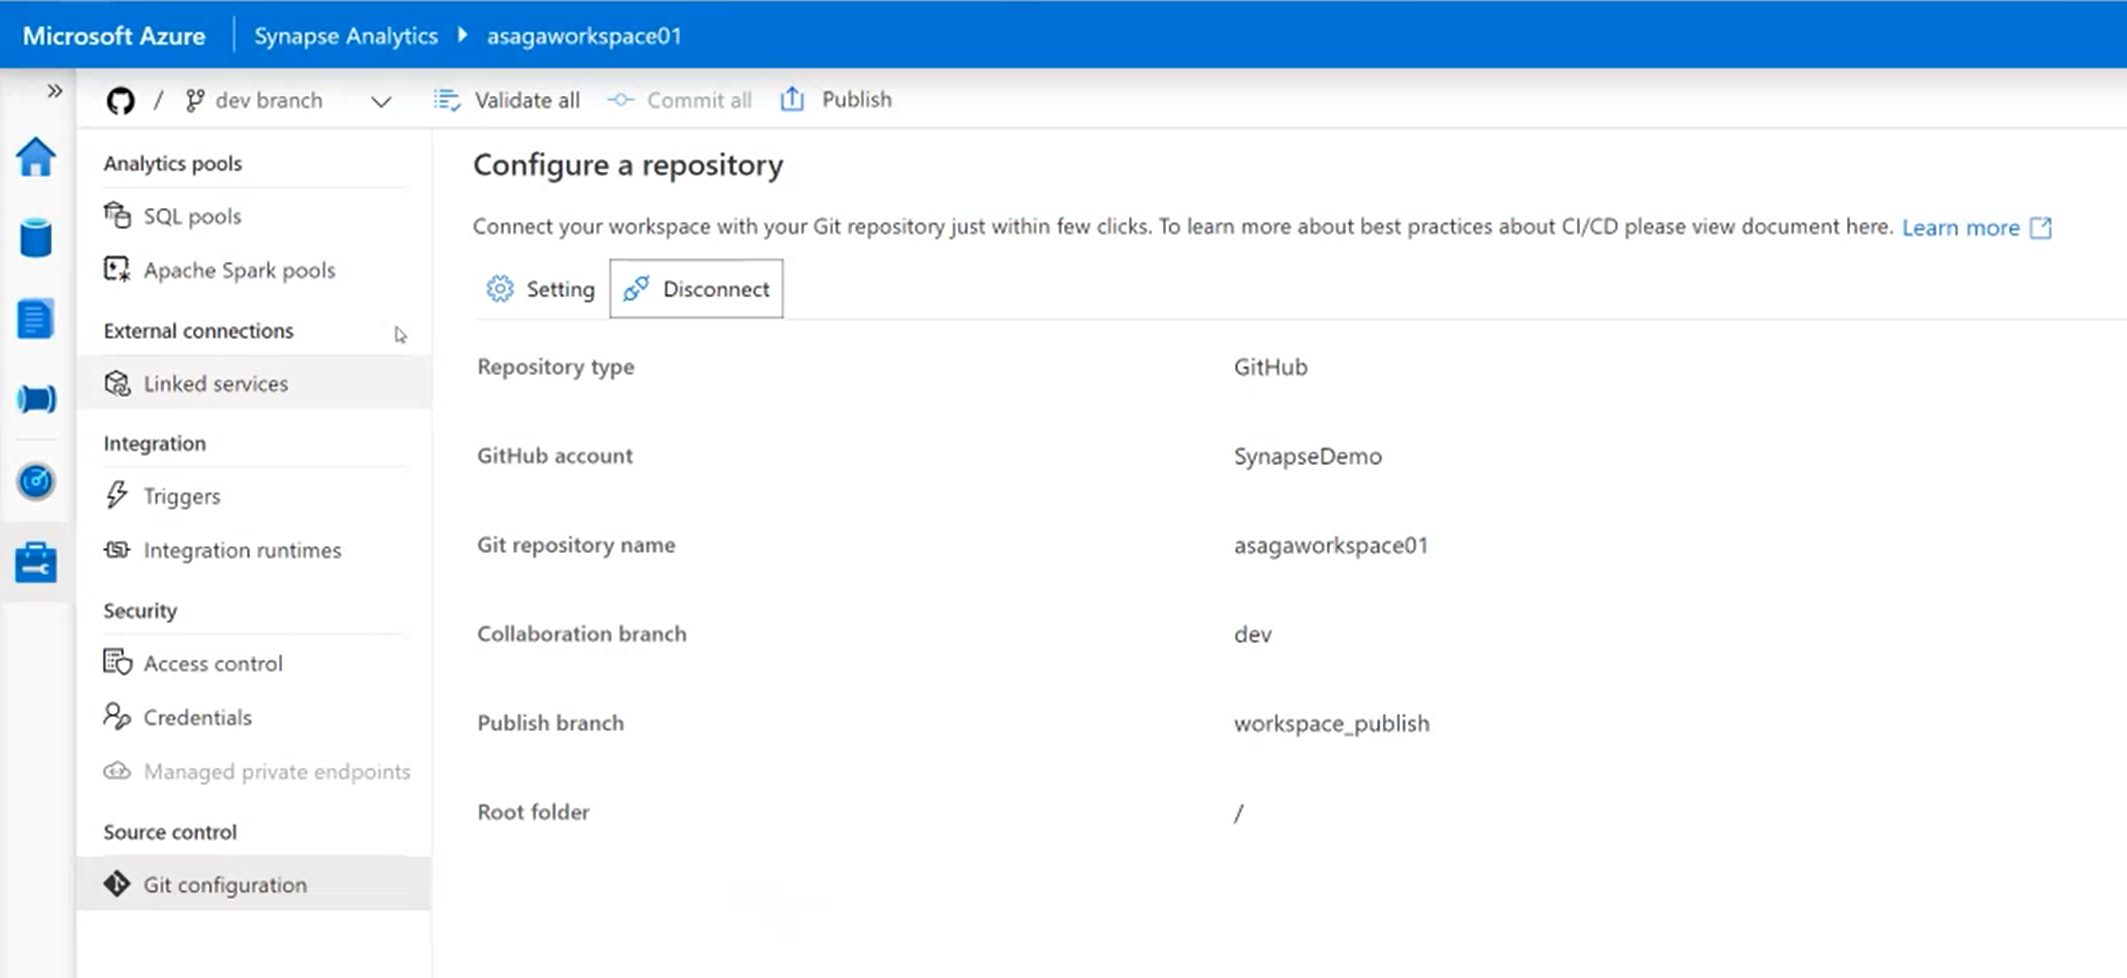 Microsoft Azure
Synapse Analytics
asagaworkspace01
/ dev branch
Validate all
Commit all
Publish
Analytics pools
SQL pools
Apache Spark pools
External connections
Linked services
Integration
Triggers
Integration runtimes
Security
Access control
Credentials
Managed private endpoints
Source control
Git configuration
Configure a repository
Connect your workspace with your Git repository just within few clicks. To learn more about best practices about CI/CD please view document here. Learn more
Setting
Disconnect
Repository type
GitHub
GitHub account
SynapseDemo
Git repository name
asagaworkspace01
Collaboration branch
dev
Publish branch
workspace_publish
Root folder
/